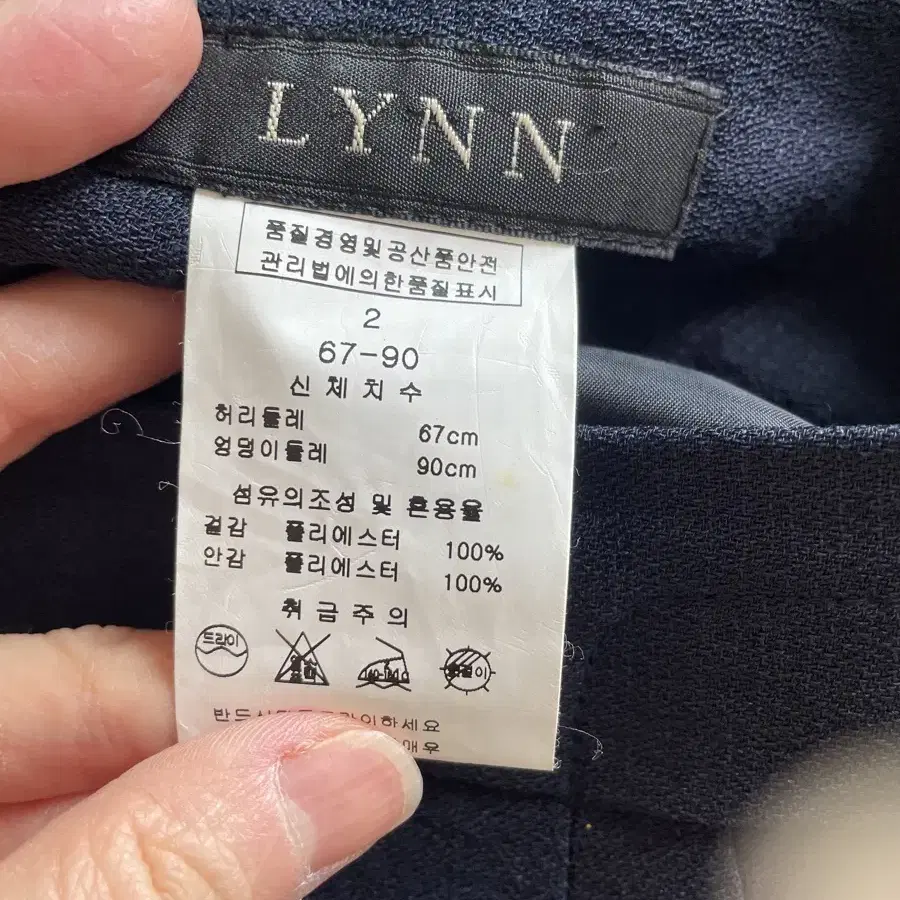 LYNN
품질경영및공산품안전
관리법에의한품질표시
2
67-90
신체치수
허리둘레 67cm
엉덩이둘레 90cm
섬유의조성 및 혼용율
겉감 폴리에스터 100%
안감 폴리에스터 100%
취급주의
드라이